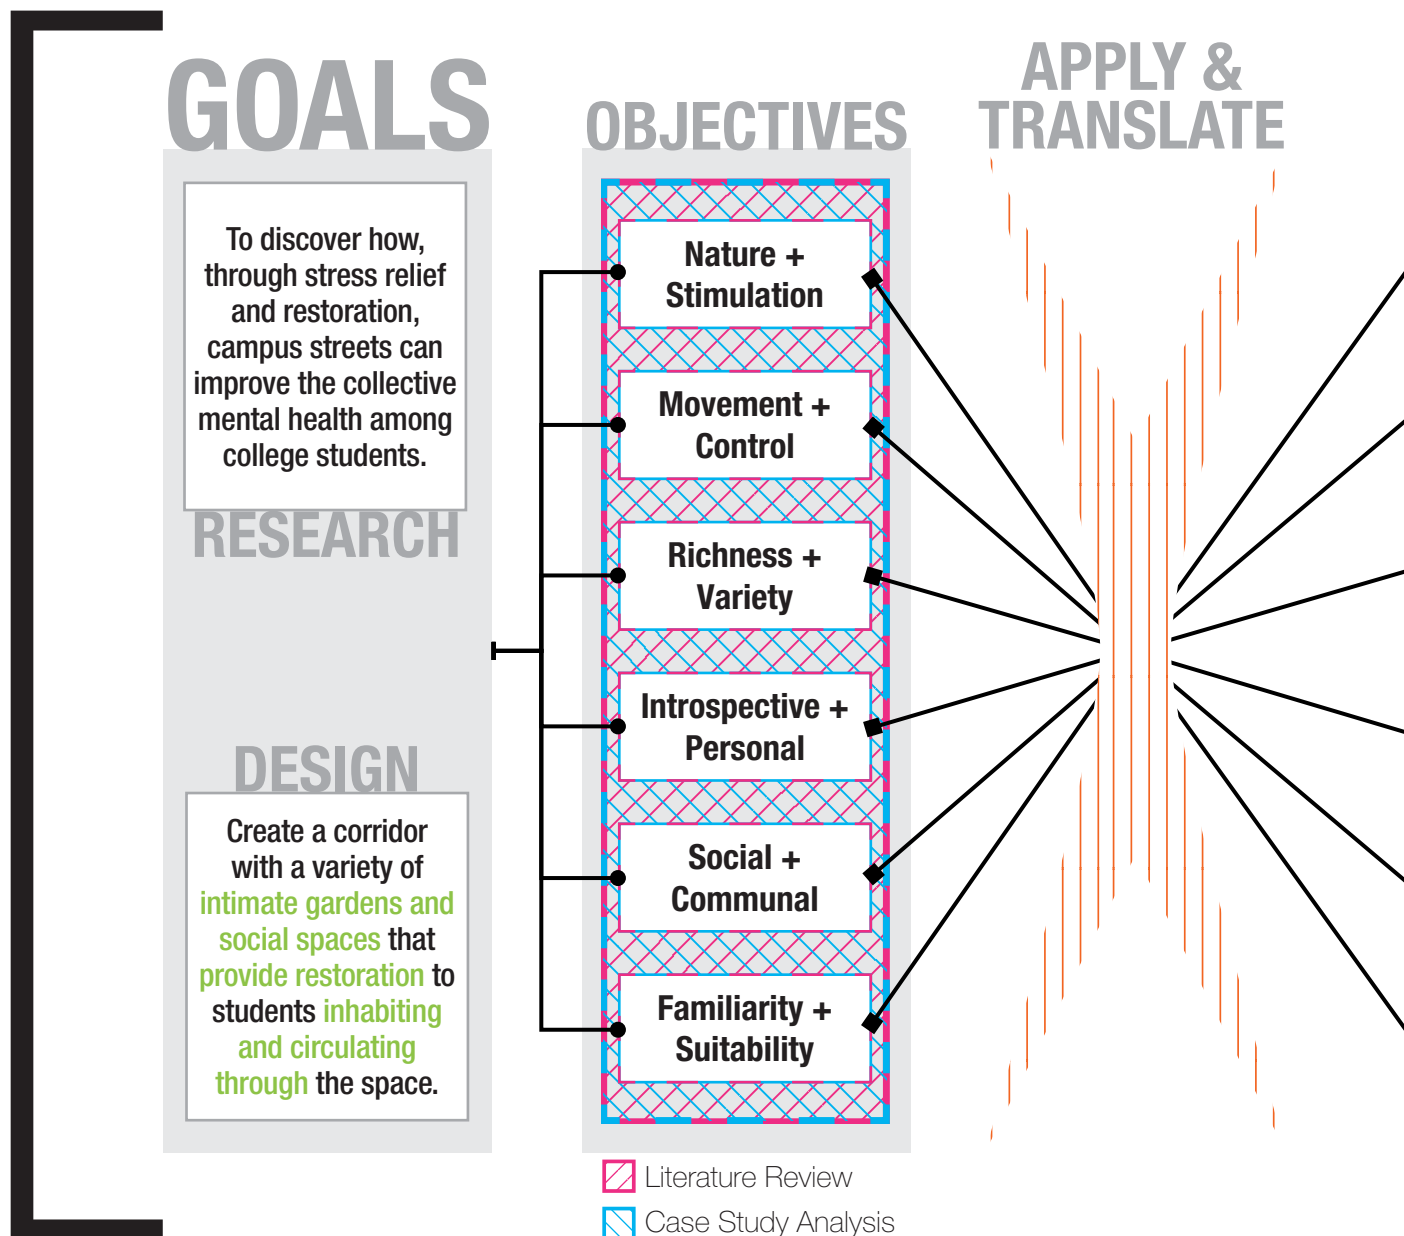 GOALS
To discover how,
through stress relief
and restoration,
campus streets can
improve the collective
mental health among
college students.
RESEARCH
DESIGN
Create a corridor
with a variety of
intimate gardens and
social spaces that
provide restoration to
students inhabiting
and circulating
through the space.
OBJECTIVES
Nature +
Stimulation
Movement +
Control
Richness +
Variety
Introspective +
Personal
Social +
Communal
Familiarity +
Suitability
Literature Review
Case Study Analysis
APPLY &
TRANSLATE